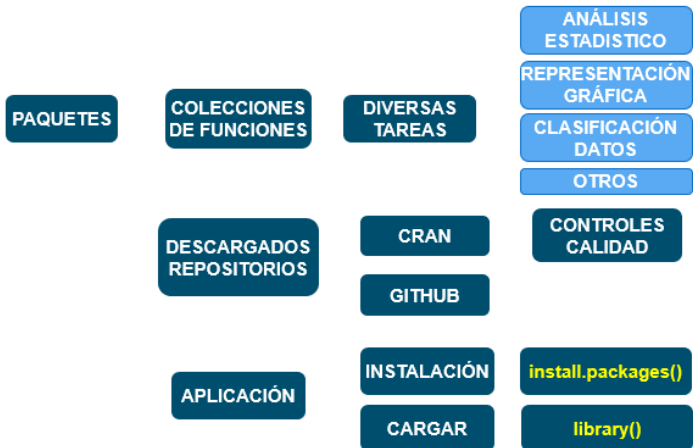 PAQUETES
COLECCIONES
DE FUNCIONES
DIVERSAS
TAREAS
ANÁLISIS
ESTADISTICO
REPRESENTACIÓN
GRÁFICA
CLASIFICACIÓN
DATOS
OTROS
DESCARGADOS
REPOSITORIOS
CRAN
CONTROLES
CALIDAD
GITHUB
APLICACIÓN
INSTALACIÓN
install.packages()
CARGAR
library()